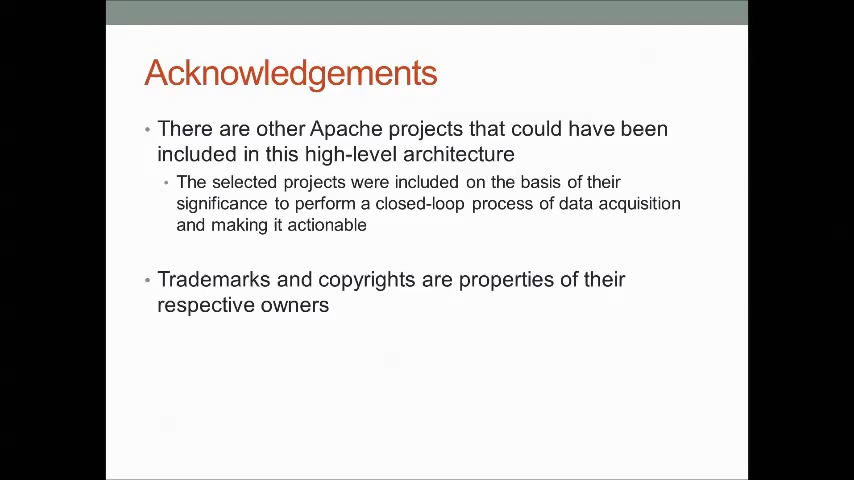 Acknowledgements
• There are other Apache projects that could have been
included in this high-level architecture
• The selected projects were included on the basis of their
significance to perform a closed-loop process of data acquisition
and making it actionable
• Trademarks and copyrights are properties of their
respective owners